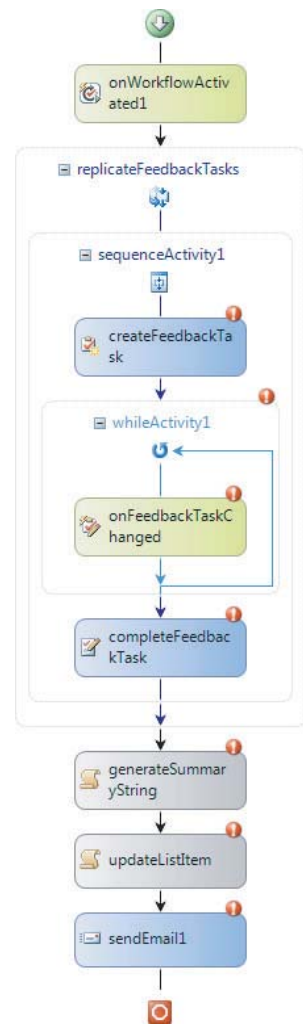 onWorkflowActiv
ated1
replicateFeedbackTasks
sequenceActivity1
createFeedbackTa
sk
whileActivity1
onFeedbackTaskC
hanged
completeFeedbac
kTask
generateSummar
yString
updateListItem
sendEmail1